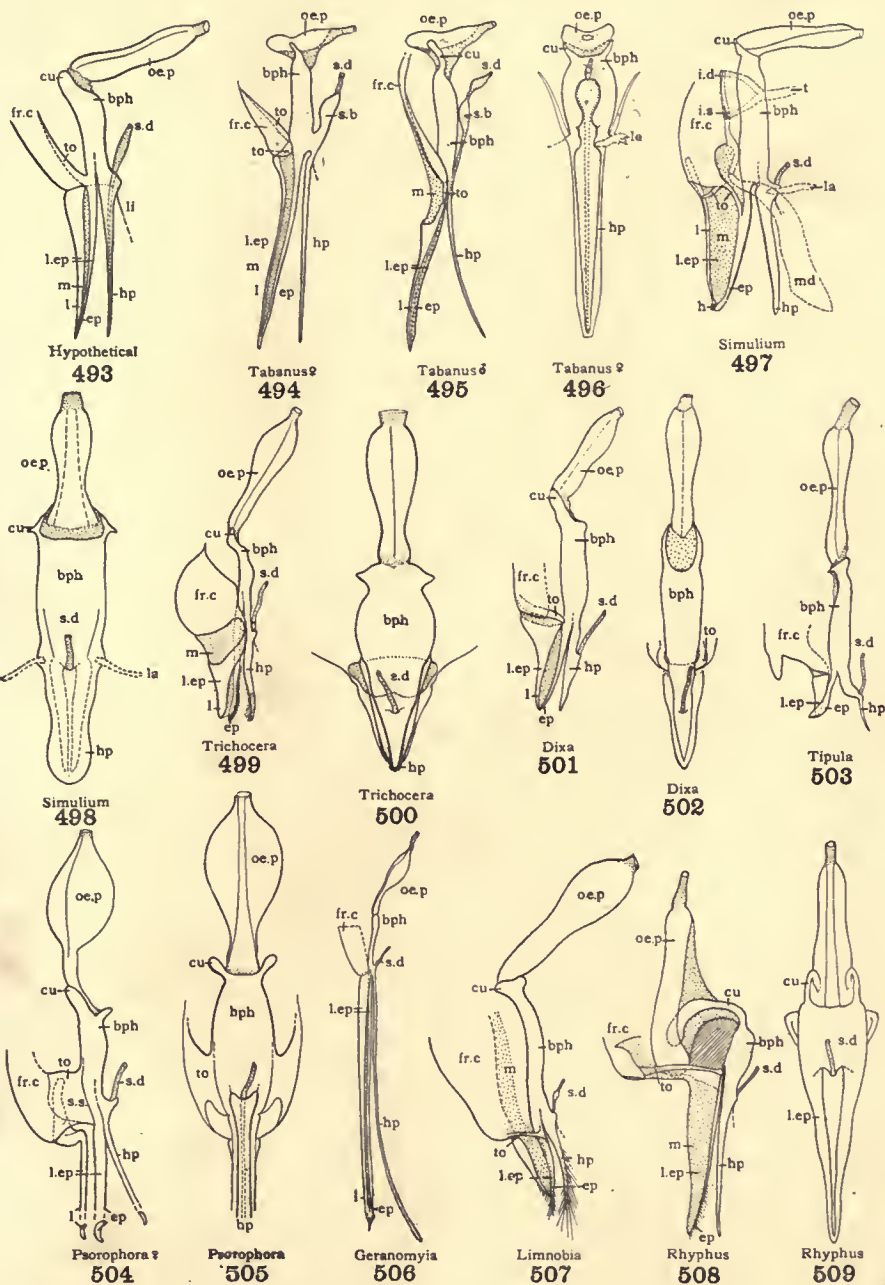 oe.p
cu
oe.p
bph
fr.c
to
s.d
li
l.ep
m
l
hp
ep
Hypothetical
493
oe.p
cu
bph
s.d
to
fr.c
s.b
to
l.ep
hp
m
l
ep
Tabanus ♀
494
oe.p
cu
s.d
fr.c
s.b
bph
m
to
l.ep
hp
l
ep
Tabanus ♂
495
oe.p
cu
bph
la
hp
Tabanus ♀
496
oe.p
cu
i.d
t
i.s
bph
fr.c
s.d
to
la
l
m
l.ep
md
h
ep
hp
Simulium
497
oe.p
cu
bph
s.d
la
hp
Simulium
498
oe.p
cu
bph
s.d
fr.c
m
hp
l.ep
l
ep
Trichocera
499
bph
s.d
hp
Trichocera
500
oe.p
cu
bph
fr.c
to
s.d
l.ep
hp
l
ep
Dixa
501
bph
to
hp
Dixa
502
oe.p
bph
fr.c
s.d
l.ep
ep
hp
Tipula
503
oe.p
cu
bph
to
s.d
fr.c
s.s.
hp
l.ep
l
ep
Psorophora ♀
504
oe.p
cu
bph
to
hp
Psorophora
505
oe.p
fr.c
bph
s.d
l.ep
hp
l
Geranomyia
506
oe.p
cu
bph
fr.c
m
s.d
to
hp
l.ep
ep
Limnobia
507
oe.p
cu
fr.c
bph
s.d
to
m
hp
l.ep
ep
Rhyphus
508
cu
s.d
l.ep
Rhyphus
509